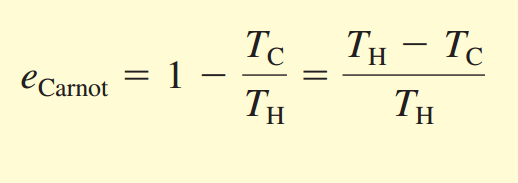 e_Carnot = 1 − T_C / T_H = (T_H − T_C) / T_H